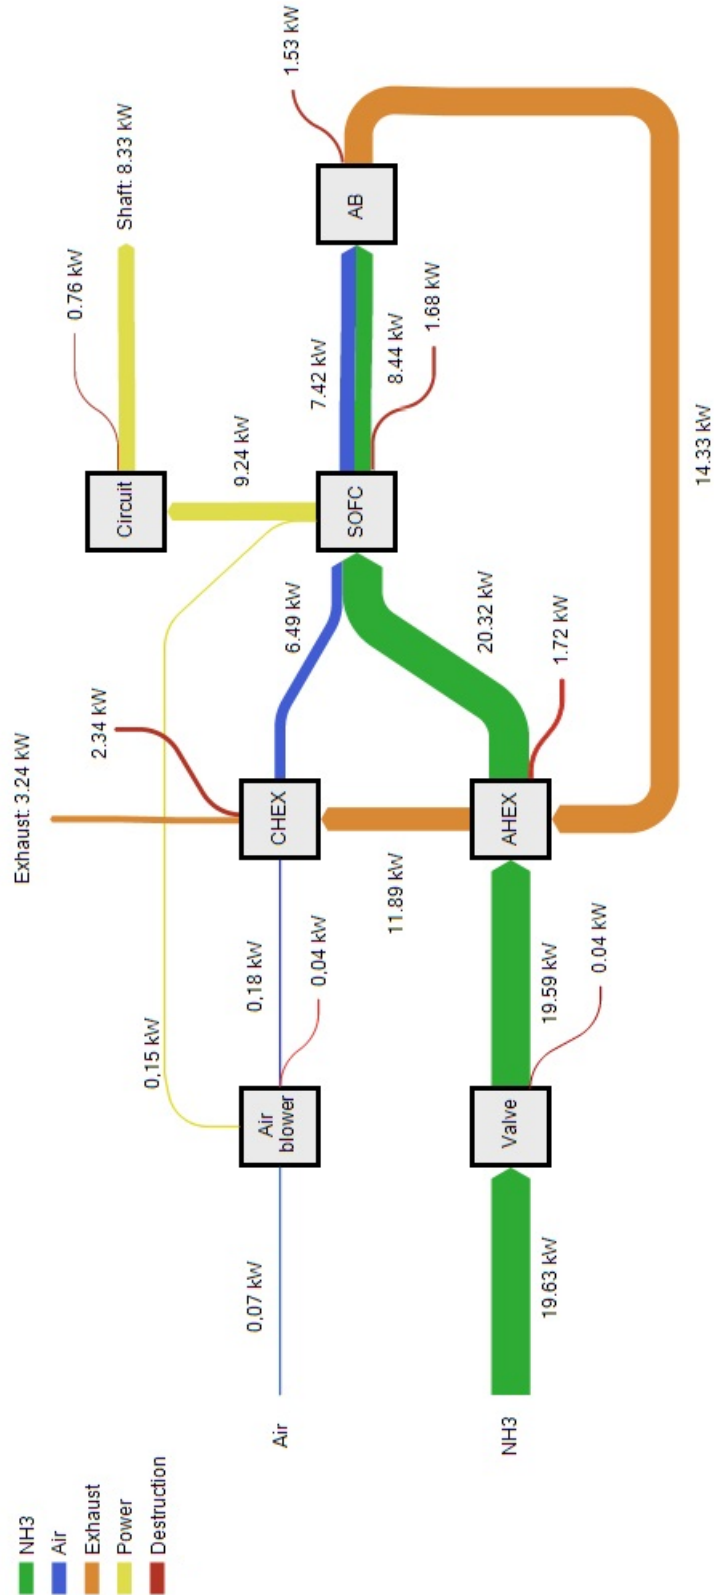 NH3
Air
Exhaust
Power
Destruction
Exhaust: 3.24 kW
0.76 kW
Shaft: 8.33 kW
2.34 kW
Circuit
1.53 kW
0,15 kW
9.24 kW
0,07 kW
0,18 kW
6.49 kW
7.42 kW
Air
Air
blower
CHEX
SOFC
AB
0,04 kW
8.44 kW
11.89 kW
1.68 kW
20.32 kW
NH3
Valve
AHEX
19.63 kW
19.59 kW
1.72 kW
0.04 kW
14.33 kW